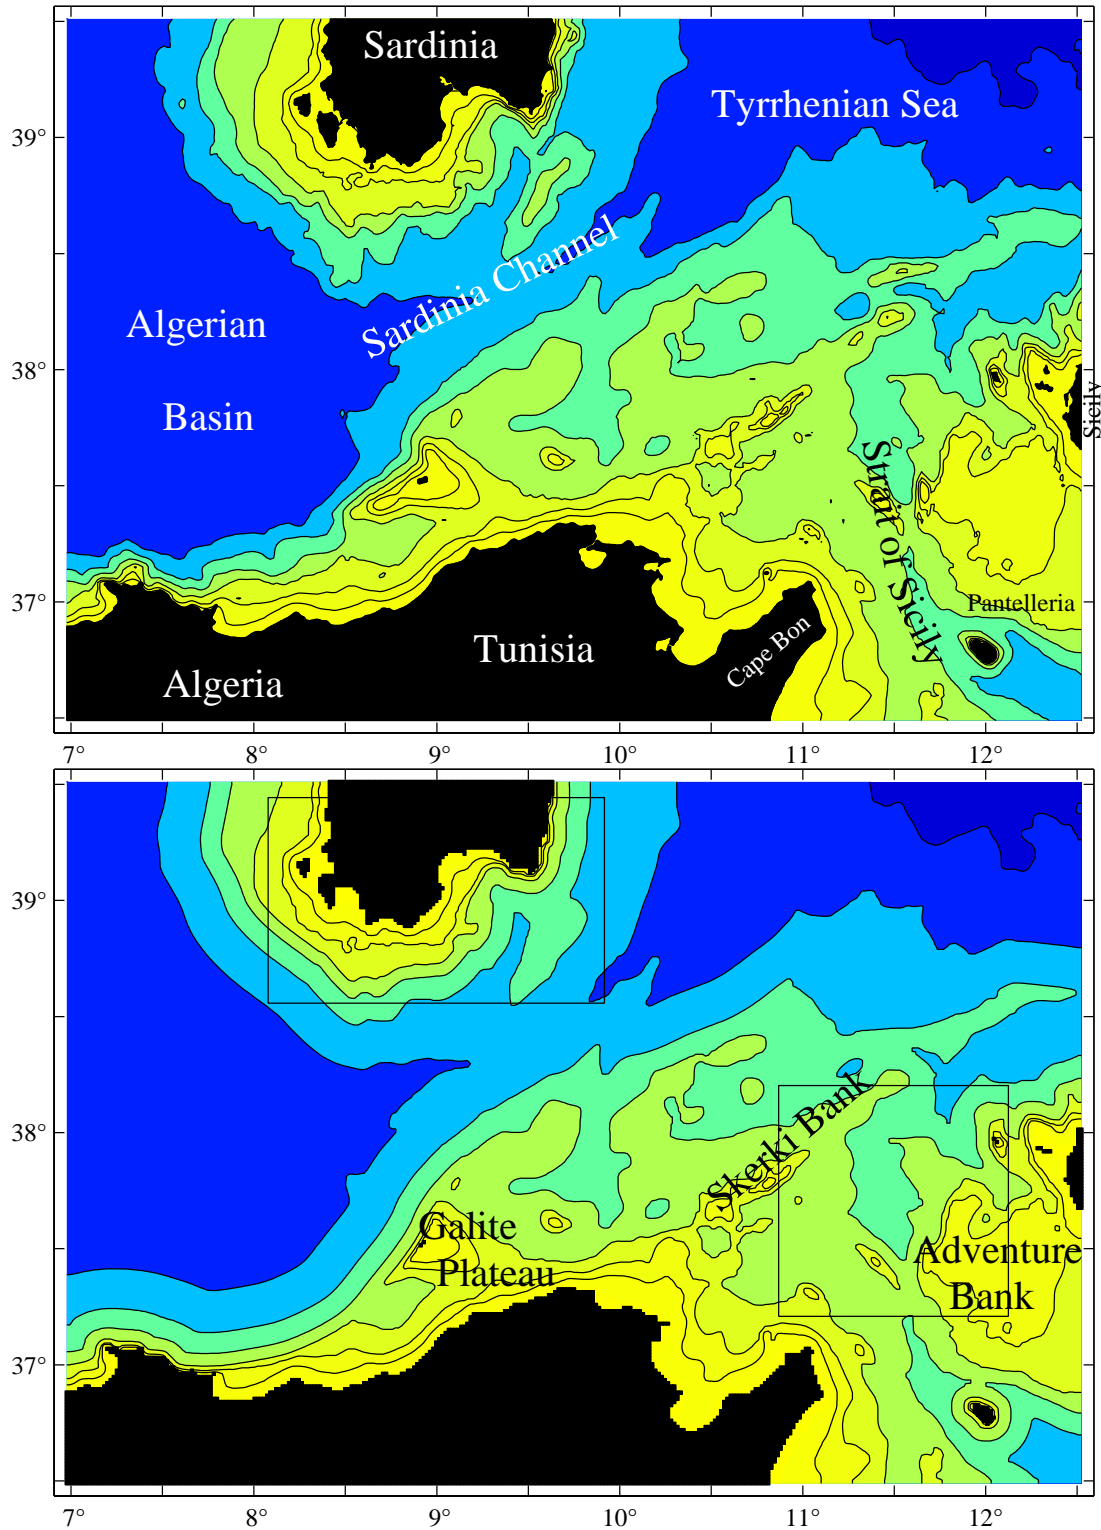 Sardinia
Tyrrhenian Sea
39°
Sardinia Channel
Algerian
Basin
38°
Sicily
Strait of Sicily
37°
Pantelleria
Cape Bon
Tunisia
Algeria
7° 8° 9° 10° 11° 12°
39°
38°
Skerki Bank
Galite
Plateau
Adventure
Bank
37°
7° 8° 9° 10° 11° 12°